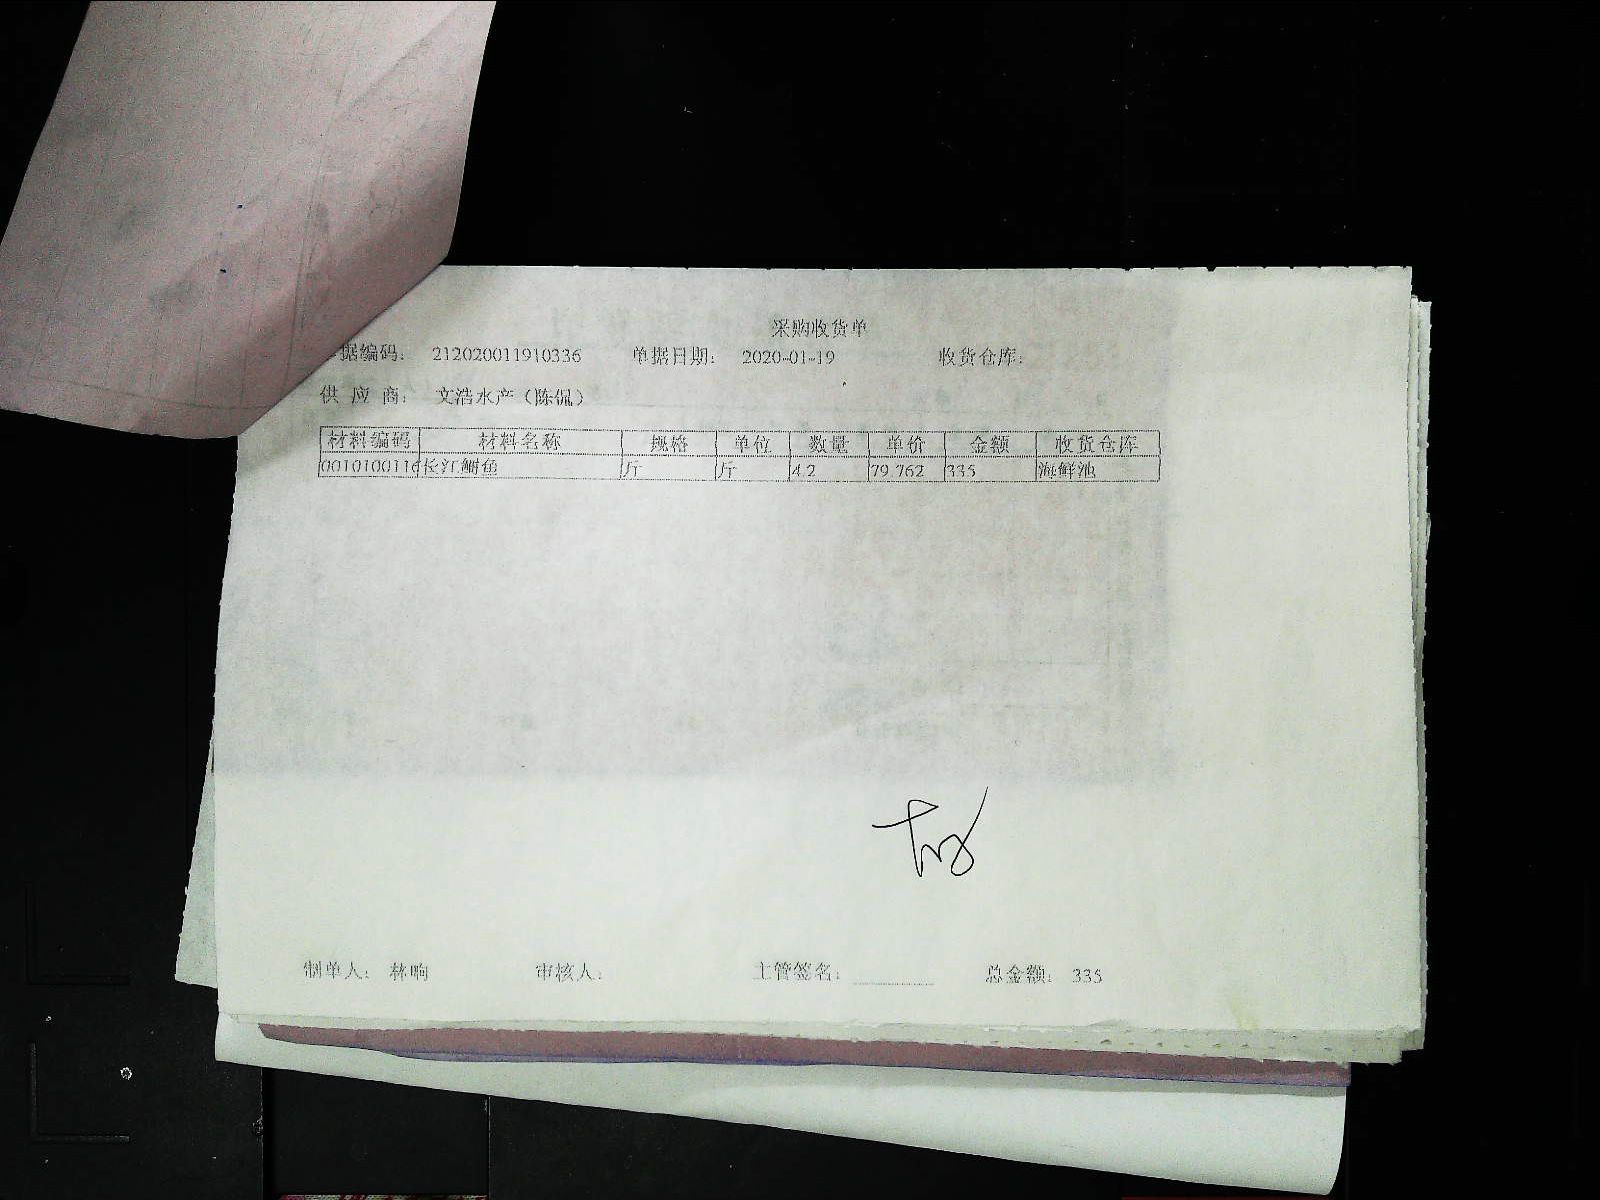 采购收货单
据编码： 212020011910336 单据日期： 2020-01-19 收货仓库：
供 应 商： 文浩水产（陈侃）
材料编码 材料名称 规格 单位 数量 单价 金额 收货仓库
0010100116 长江鮰鱼 斤 斤 4.2 79.762 335 海鲜池
制单人： 林响 审核人： 主管签名： 总金额： 335